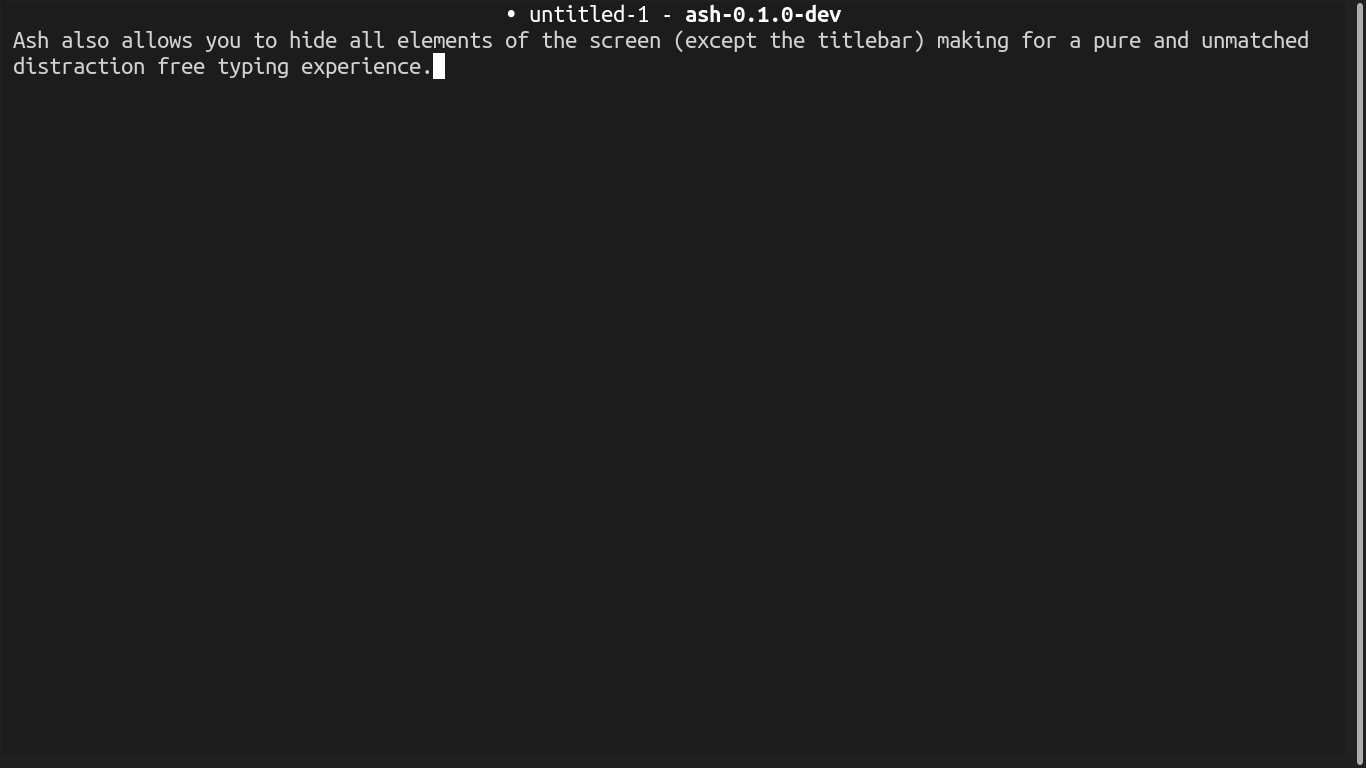 • untitled-1 - ash-0.1.0-dev
Ash also allows you to hide all elements of the screen (except the titlebar) making for a pure and unmatched
distraction free typing experience.